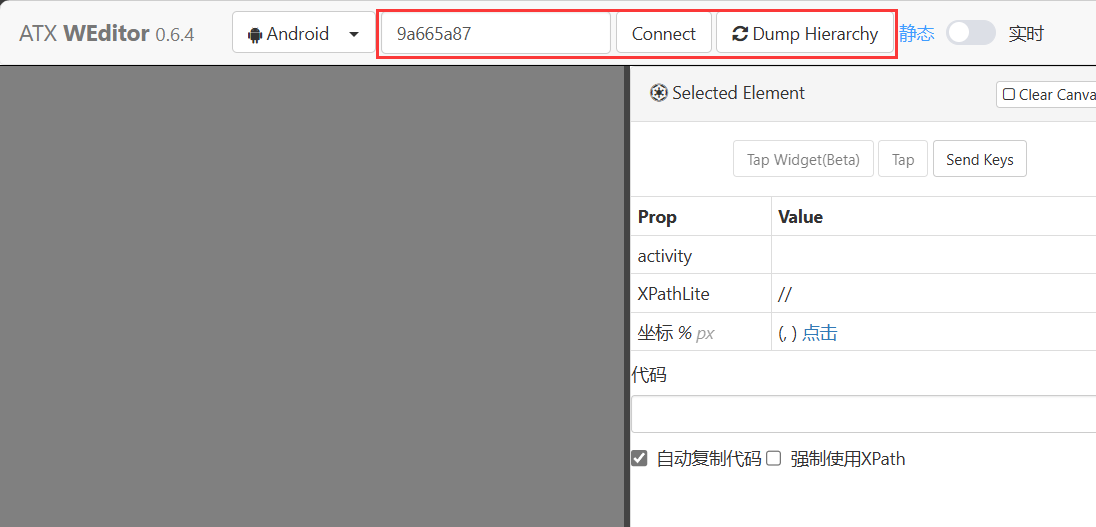 ATX WEditor 0.6.4 Android 9a665a87 Connect Dump Hierarchy 静态 实时
Selected Element Clear Canva
Tap Widget(Beta) Tap Send Keys
Prop Value
activity
XPathLite //
坐标 % px (, ) 点击
代码
自动复制代码 强制使用XPath